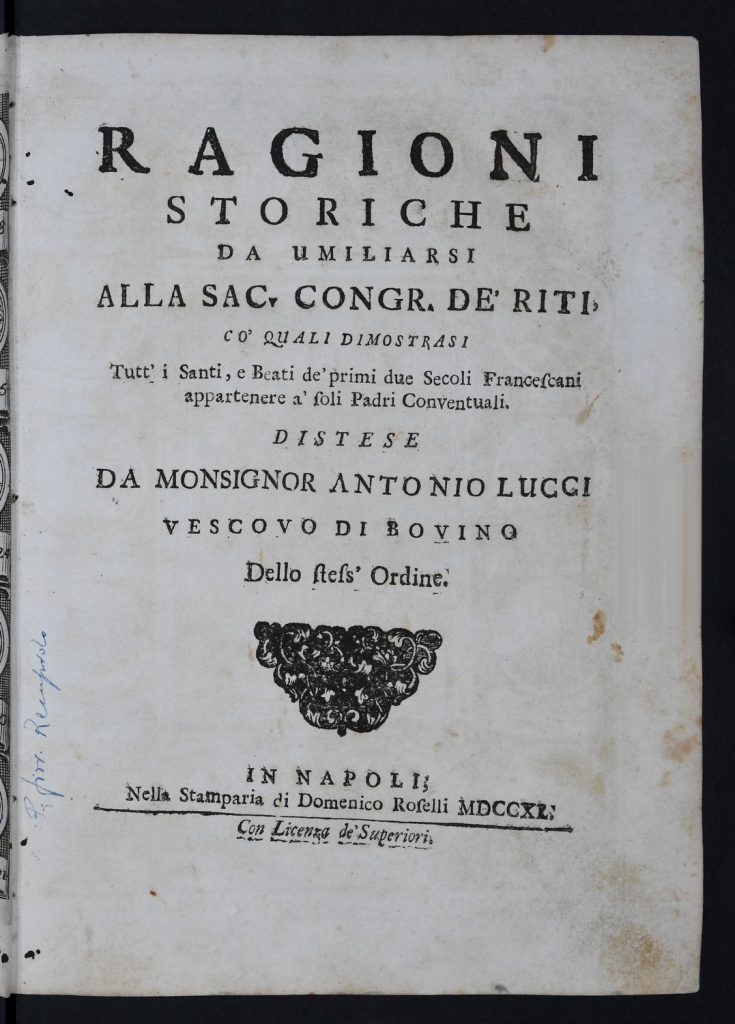 RAGIONI
STORICHE
DA UMILIARSI
ALLA SAC. CONGR. DE' RITI,
CO' QUALI DIMOSTRASI
Tutt' i Santi, e Beati de' primi due Secoli Franceſcani
appartenere a' ſoli Padri Conventuali.
DISTESE
DA MONSIGNOR ANTONIO LUCCI
VESCOVO DI BOVINO
Dello ſteſs' Ordine.
IN NAPOLI;
Nella Stamparia di Domenico Roſelli MDCCXL.
Con Licenza de' Superiori.